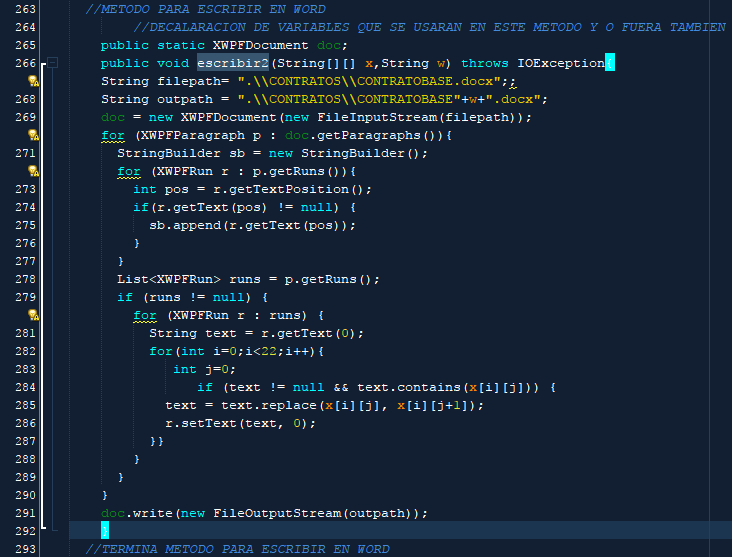 263 //METODO PARA ESCRIBIR EN WORD
264 //DECALARACION DE VARIABLES QUE SE USARAN EN ESTE METODO Y O FUERA TAMBIEN
265 public static XWPFDocument doc;
266 public void escribir2(String[][] x,String w) throws IOException{
String filepath= ".\\CONTRATOS\\CONTRATOBASE.docx";;
268 String outpath = ".\\CONTRATOS\\CONTRATOBASE"+w+".docx";
269 doc = new XWPFDocument(new FileInputStream(filepath));
for (XWPFParagraph p : doc.getParagraphs()){
271 StringBuilder sb = new StringBuilder();
for (XWPFRun r : p.getRuns()){
273 int pos = r.getTextPosition();
274 if(r.getText(pos) != null) {
275 sb.append(r.getText(pos));
276 }
277 }
278 List<XWPFRun> runs = p.getRuns();
279 if (runs != null) {
for (XWPFRun r : runs) {
281 String text = r.getText(0);
282 for(int i=0;i<22;i++){
283 int j=0;
284 if (text != null && text.contains(x[i][j])) {
285 text = text.replace(x[i][j], x[i][j+1]);
286 r.setText(text, 0);
287 }}
288 }
289 }
290 }
291 doc.write(new FileOutputStream(outpath));
292 }
293 //TERMINA METODO PARA ESCRIBIR EN WORD